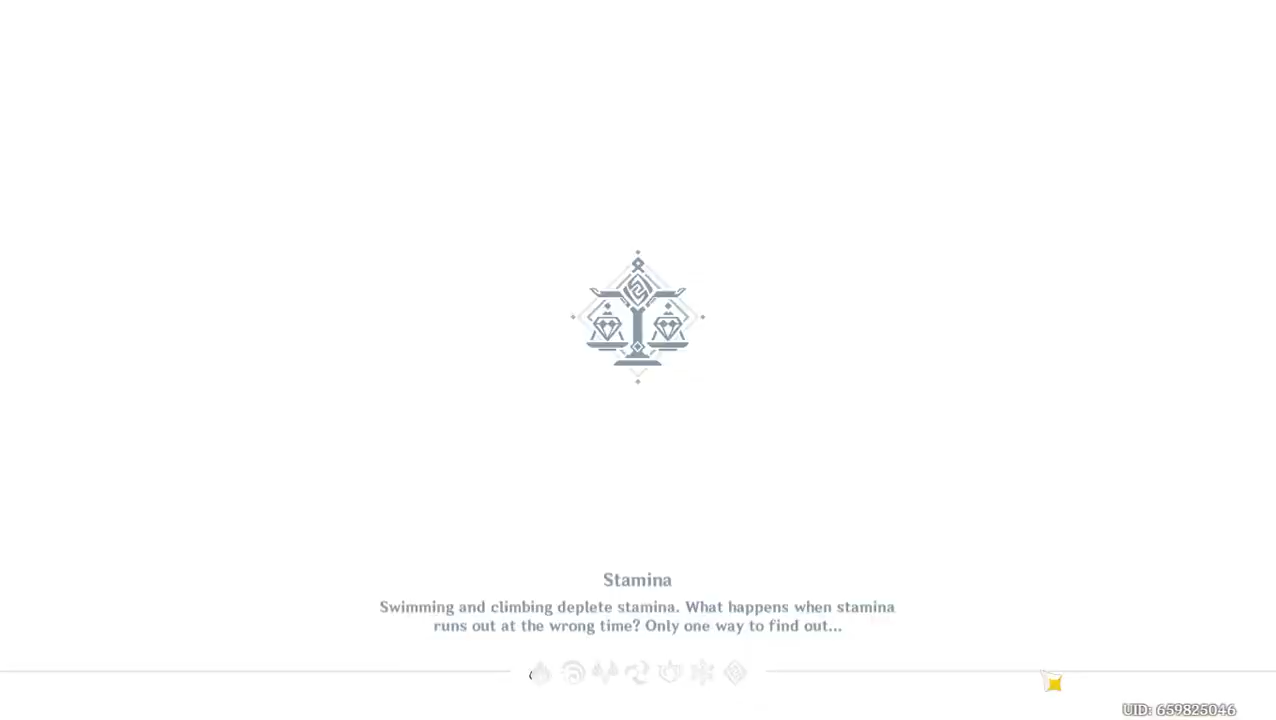 Stamina
Swimming and climbing deplete stamina. What happens when stamina
runs out at the wrong time? Only one way to find out...
UID: 659825046